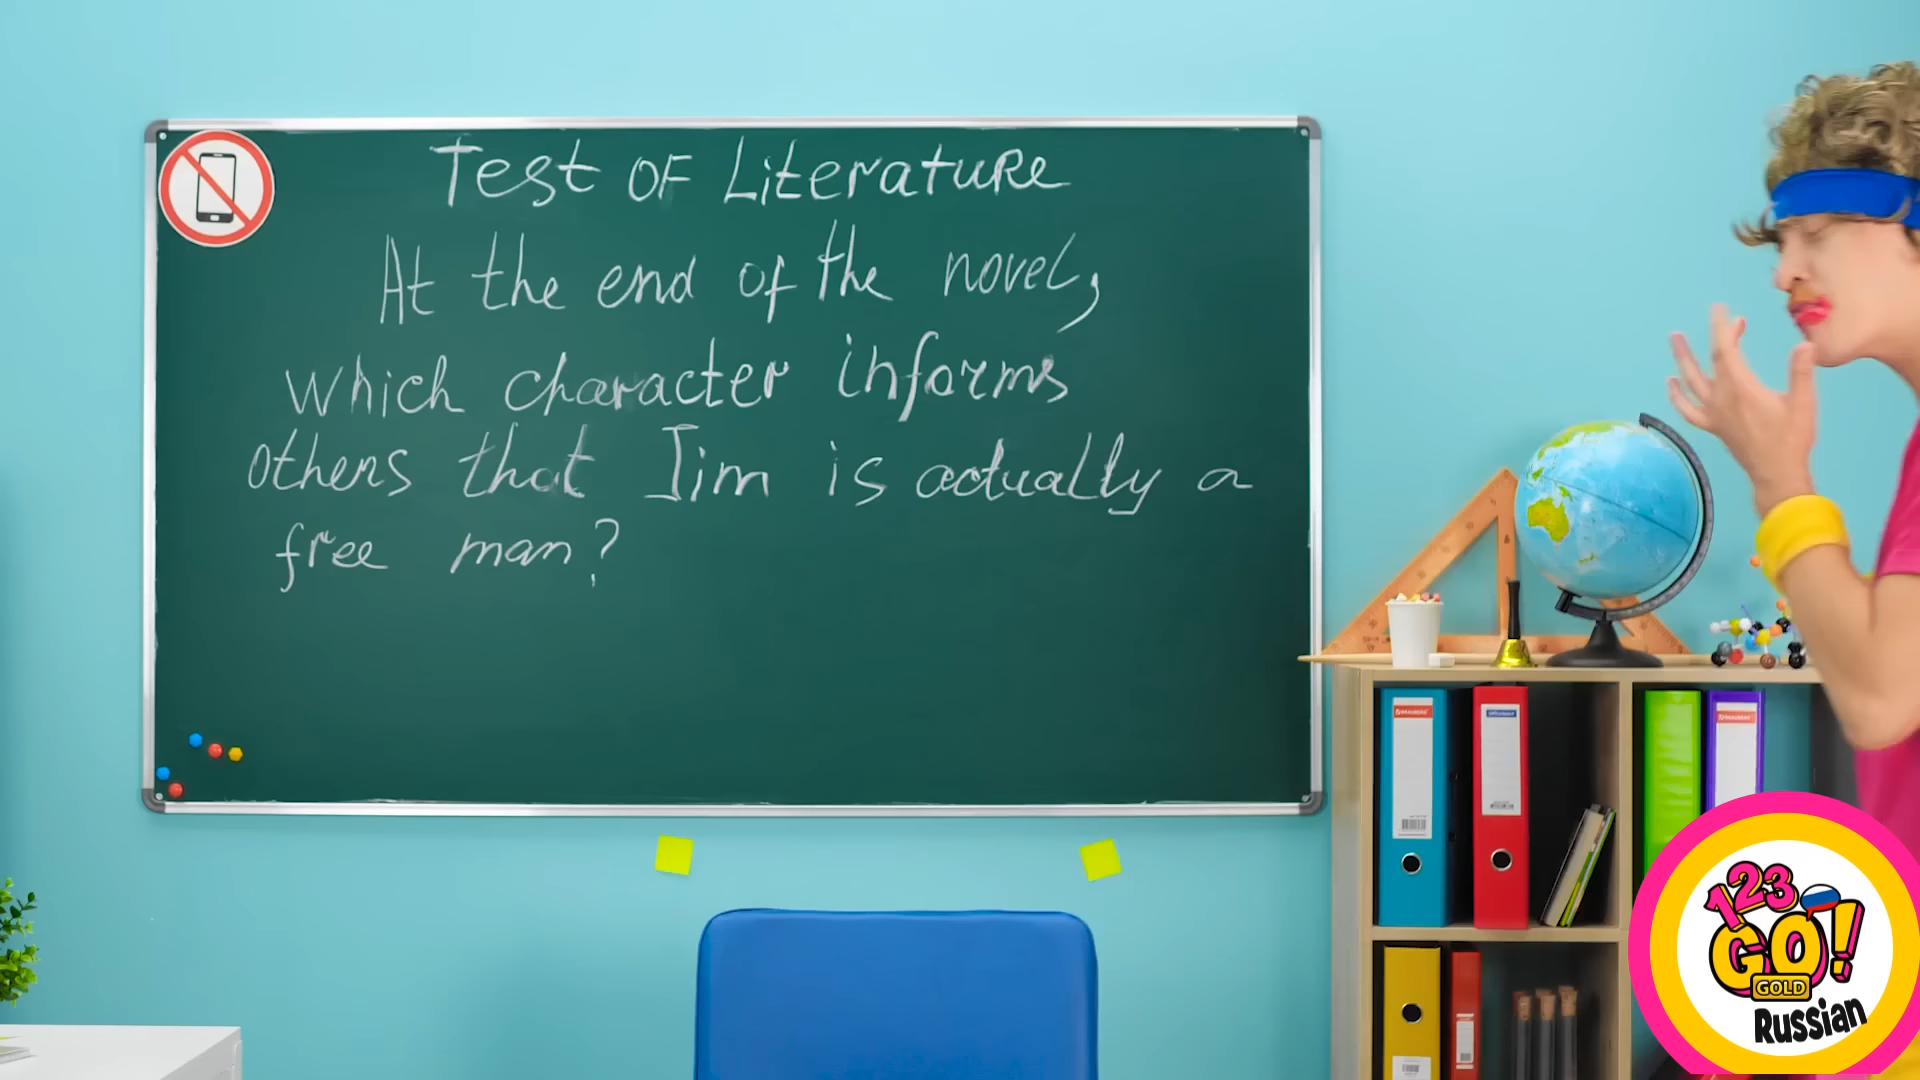 Test OF Literature
At the end of the novel,
which character informs
others that Jim is actually a
free man?
123
GO!
GOLD
Russian